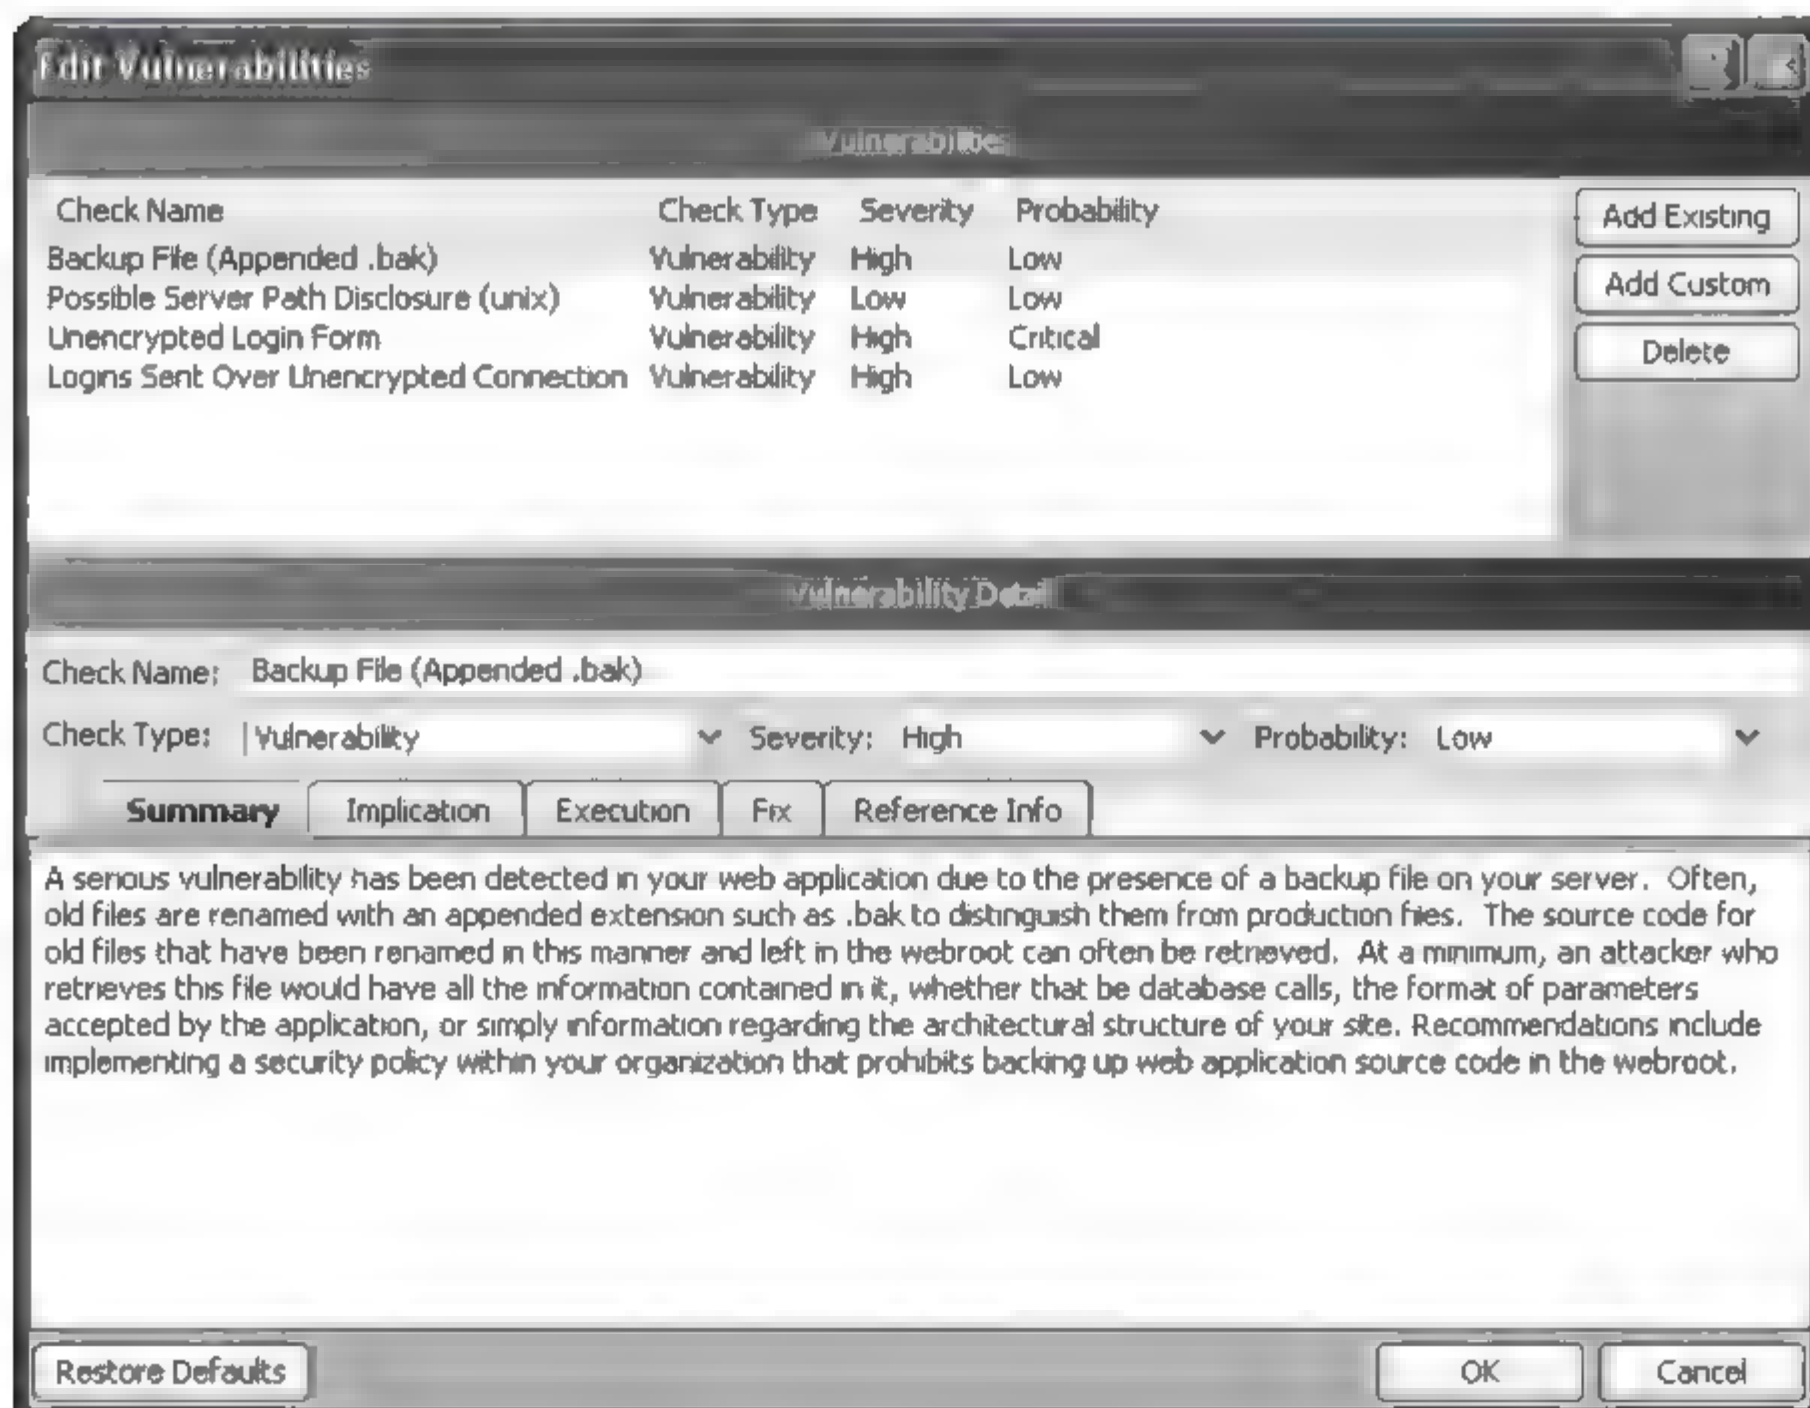 Edit Vulnerabilities
Vulnerabilities
Check Name Check Type Severity Probability
Backup File (Appended .bak) Vulnerability High Low
Possible Server Path Disclosure (unix) Vulnerability Low Low
Unencrypted Login Form Vulnerability High Critical
Logins Sent Over Unencrypted Connection Vulnerability High Low
Add Existing
Add Custom
Delete
Vulnerability Detail
Check Name: Backup File (Appended .bak)
Check Type: Vulnerability Severity: High Probability: Low
Summary Implication Execution Fix Reference Info
A serious vulnerability has been detected in your web application due to the presence of a backup file on your server. Often,
old files are renamed with an appended extension such as .bak to distinguish them from production files. The source code for
old files that have been renamed in this manner and left in the webroot can often be retrieved. At a minimum, an attacker who
retrieves this file would have all the information contained in it, whether that be database calls, the format of parameters
accepted by the application, or simply information regarding the architectural structure of your site. Recommendations include
implementing a security policy within your organization that prohibits backing up web application source code in the webroot.
Restore Defaults OK Cancel